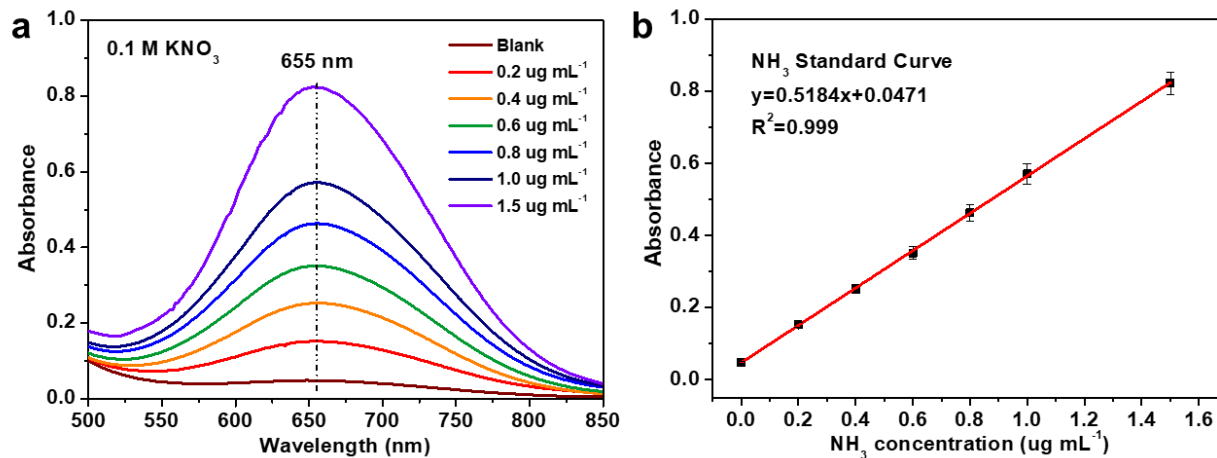 a
0.1 M KNO₃
655 nm
Blank
0.2 ug mL⁻¹
0.4 ug mL⁻¹
0.6 ug mL⁻¹
0.8 ug mL⁻¹
1.0 ug mL⁻¹
1.5 ug mL⁻¹
Absorbance
1.0
0.8
0.6
0.4
0.2
0.0
500 550 600 650 700 750 800 850
Wavelength (nm)
b
NH₃ Standard Curve
y=0.5184x+0.0471
R²=0.999
Absorbance
1.0
0.8
0.6
0.4
0.2
0.0
0.0 0.2 0.4 0.6 0.8 1.0 1.2 1.4 1.6
NH₃ concentration (ug mL⁻¹)